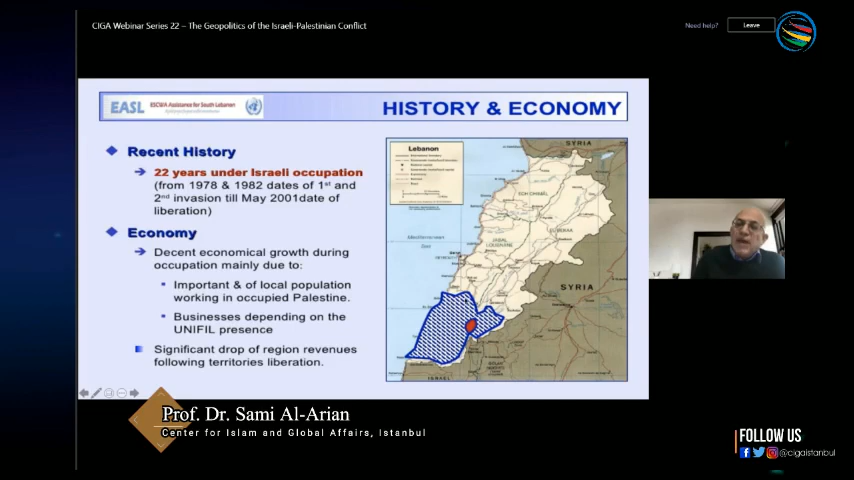 CIGA Webinar Series 22 – The Geopolitics of the Israeli-Palestinian Conflict
Need help?
Leave
EASL
ESCWA Assistance for South Lebanon
HISTORY & ECONOMY
Recent History
22 years under Israeli occupation
(from 1978 & 1982 dates of 1st and
2nd invasion till May 2001date of
liberation)
Economy
Decent economical growth during
occupation mainly due to:
Important & of local population
working in occupied Palestine.
Businesses depending on the
UNIFIL presence
Significant drop of region revenues
following territories liberation.
Lebanon
SYRIA
Mediterranean
SYRIA
ISRAEL
Prof. Dr. Sami Al-Arian
Center for Islam and Global Affairs, Istanbul
FOLLOW US
@cigaistanbul